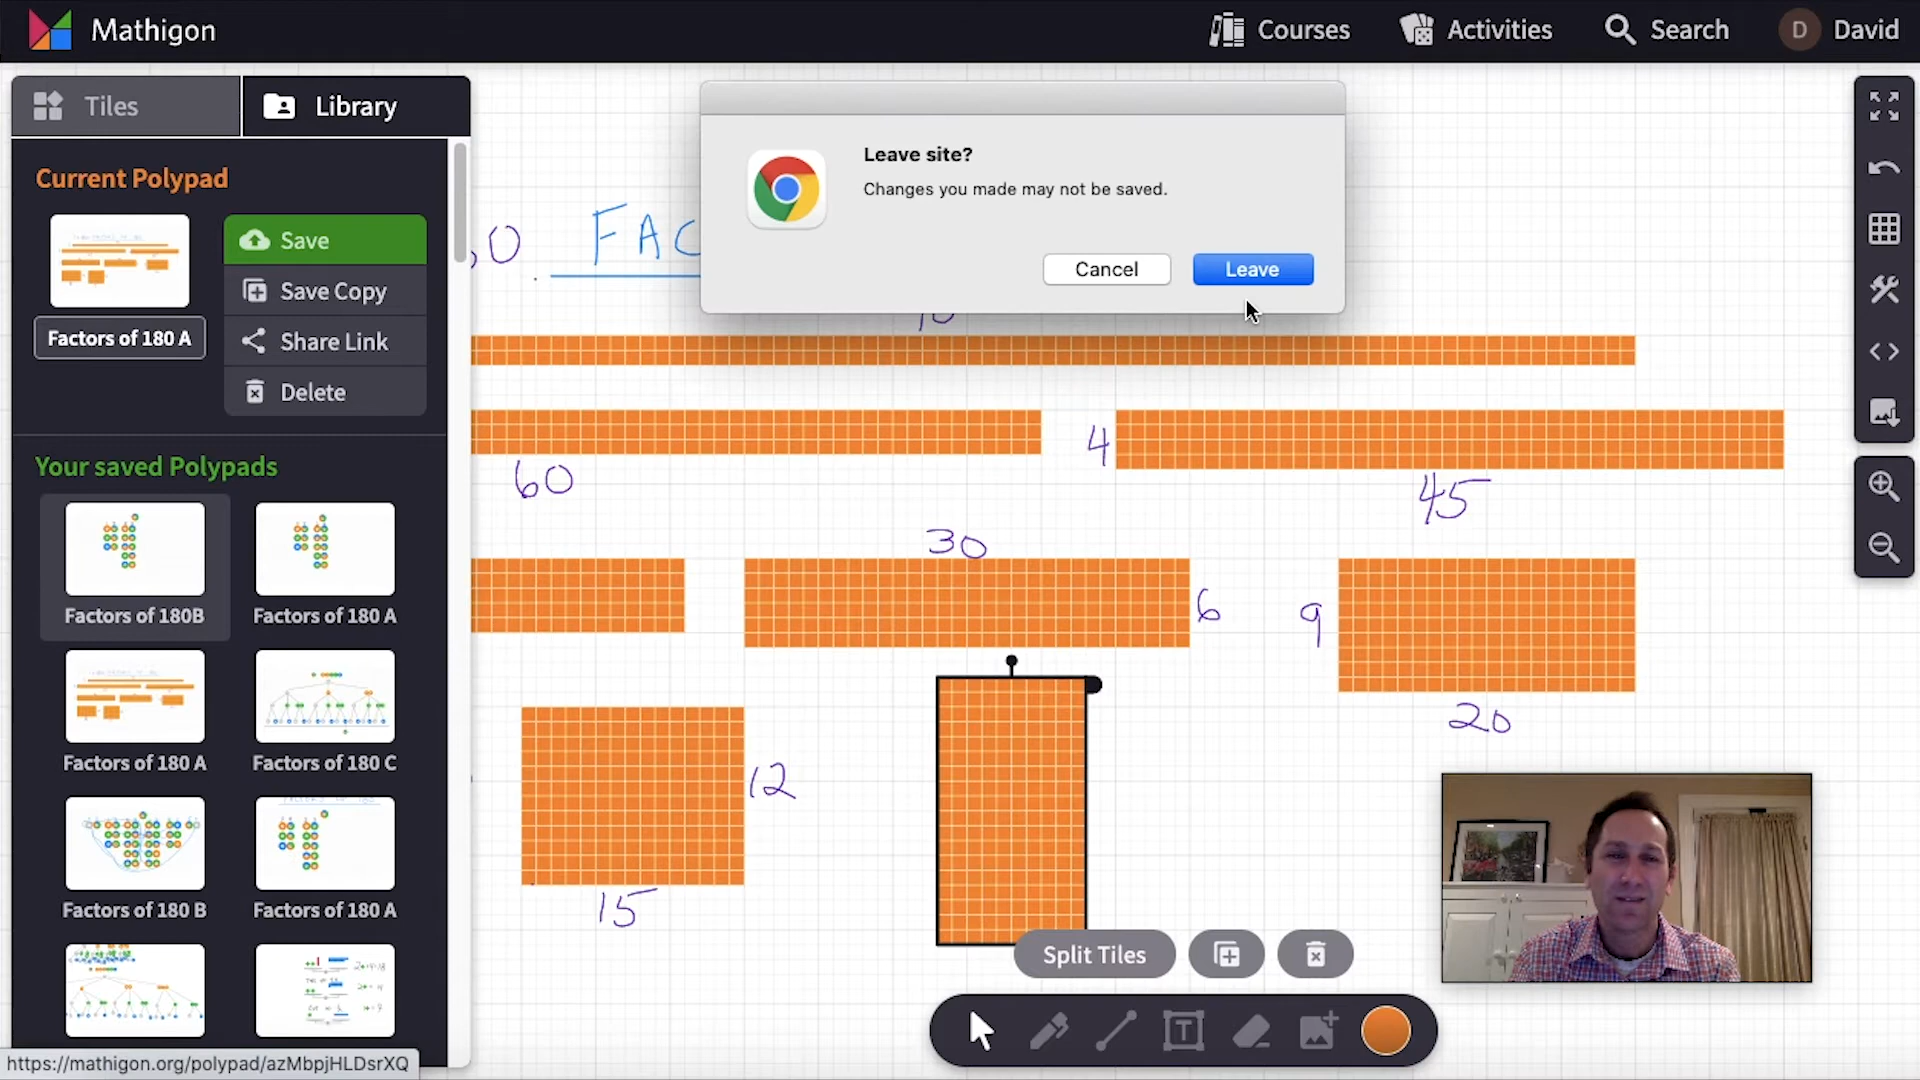 Mathigon
Courses
Activities
Search
D
David
Tiles
Library
Current Polypad
Save
Save Copy
Share Link
Delete
Factors of 180 A
Your saved Polypads
Factors of 180B
Factors of 180 A
Factors of 180 A
Factors of 180 C
Factors of 180 B
Factors of 180 A
https://mathigon.org/polypad/azMbpjHLDsrXQ
Leave site?
Changes you made may not be saved.
Cancel
Leave
FAC
60
4
45
30
6
9
20
12
15
Split Tiles
T